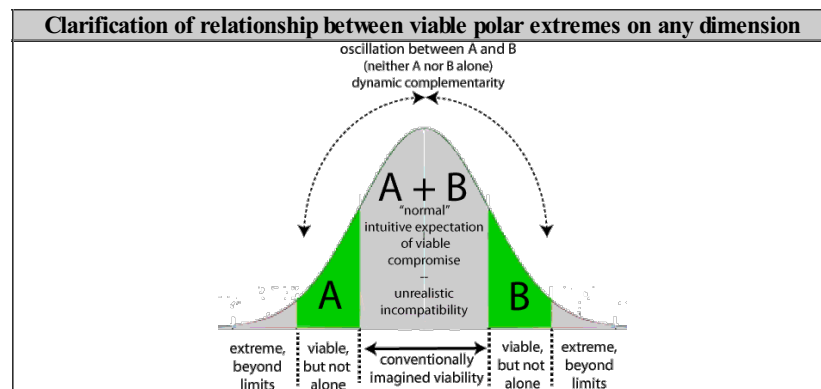 Clarification of relationship between viable polar extremes on any dimension
oscillation between A and B
(neither A nor B alone)
dynamic complementarity
A + B
"normal"
intuitive expectation
of viable
compromise
--
unrealistic
incompatibility
A
B
extreme,
beyond
limits
viable,
but not
alone
conventionally
imagined viability
viable,
but not
alone
extreme,
beyond
limits